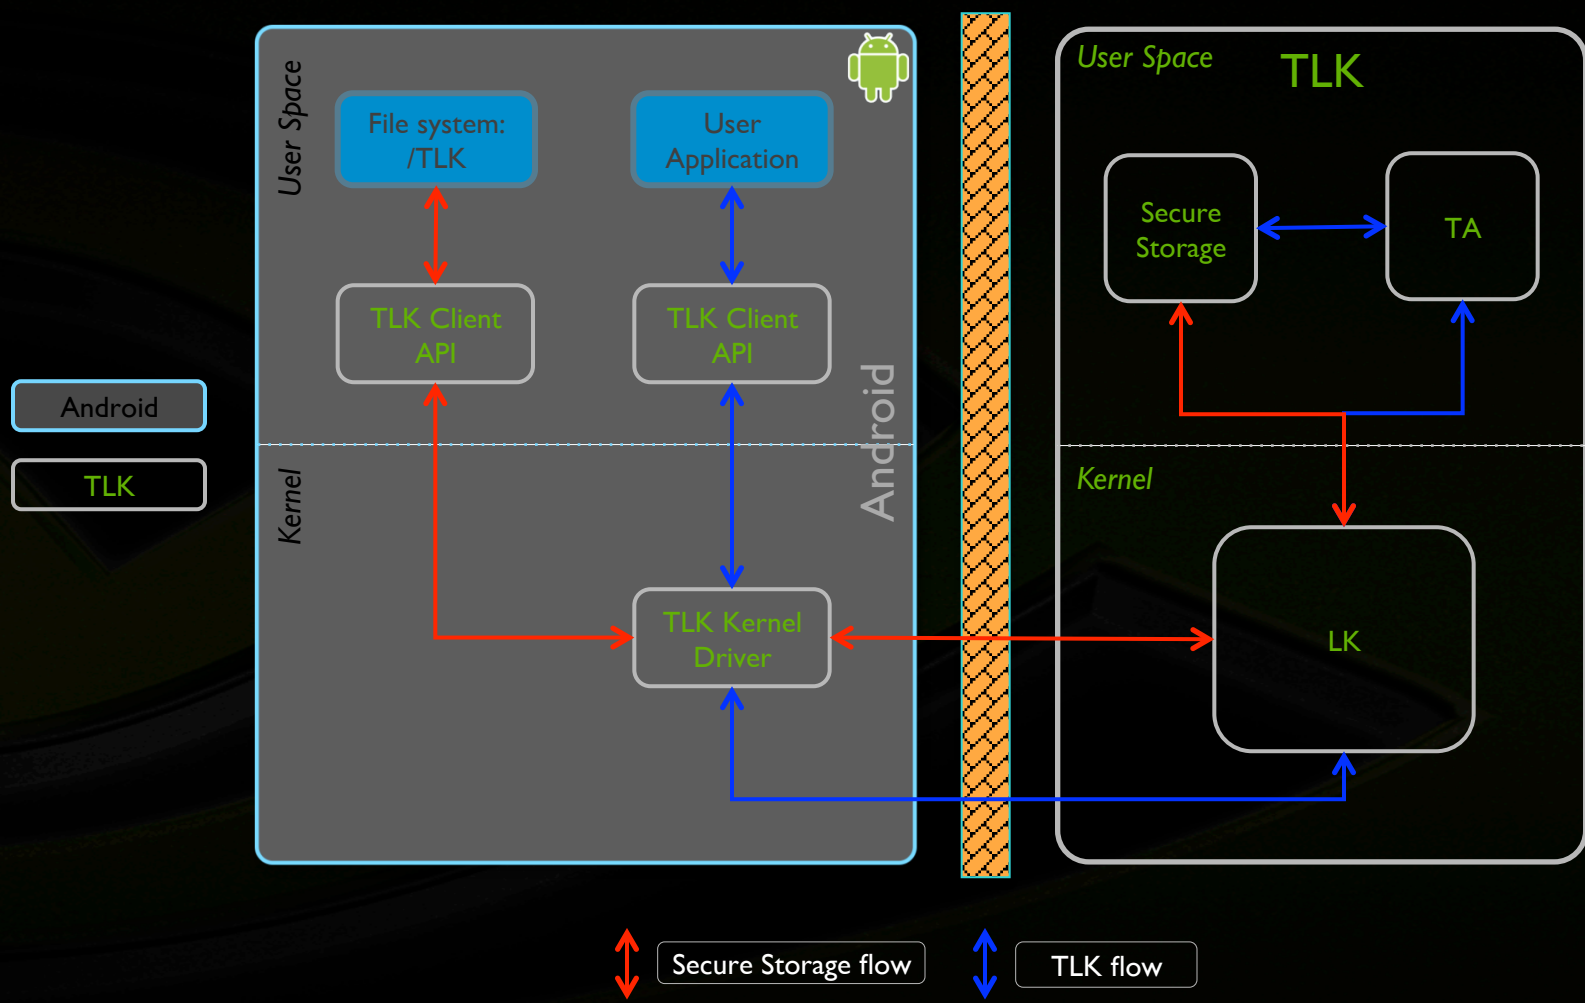 User Space
File system:
/TLK
User
Application
TLK Client
API
TLK Client
API
Android
Kernel
TLK Kernel
Driver
Android
TLK
User Space
TLK
Secure
Storage
TA
Kernel
LK
Secure Storage flow
TLK flow